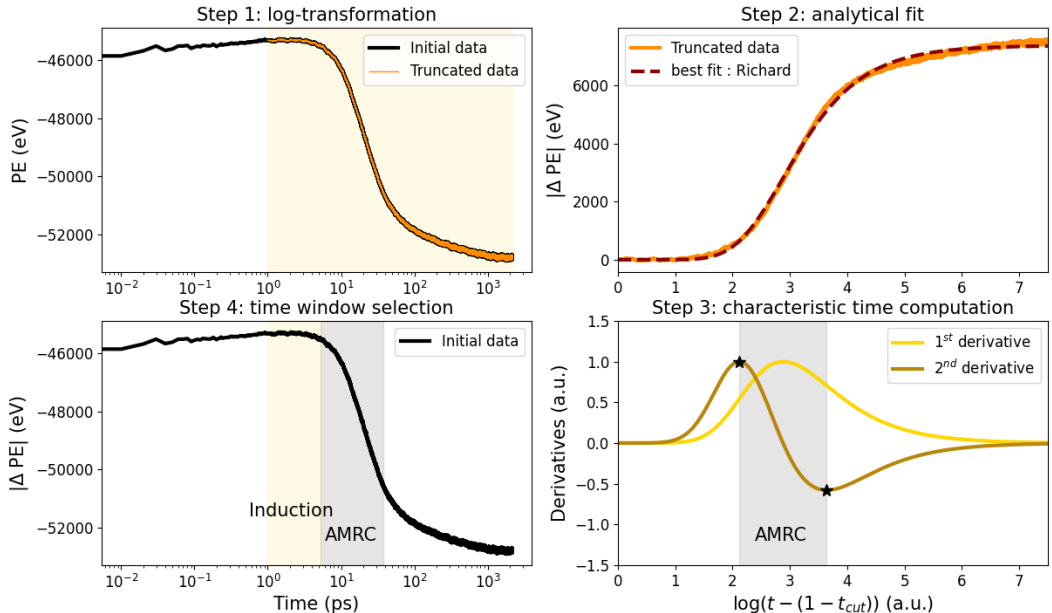 Step 1: log-transformation
PE (eV)
−46000
−48000
−50000
−52000
Initial data
Truncated data
10⁻² 10⁻¹ 10⁰ 10¹ 10² 10³
Step 2: analytical fit
|Δ PE| (eV)
6000
4000
2000
0
Truncated data
best fit : Richard
0 1 2 3 4 5 6 7
Step 4: time window selection
|Δ PE| (eV)
−46000
−48000
−50000
−52000
Initial data
Induction
AMRC
10⁻² 10⁻¹ 10⁰ 10¹ 10² 10³
Time (ps)
Step 3: characteristic time computation
Derivatives (a.u.)
1.5
1.0
0.5
0.0
−0.5
−1.0
−1.5
1ˢᵗ derivative
2ⁿᵈ derivative
AMRC
0 1 2 3 4 5 6 7
log(t − (1 − t_cut)) (a.u.)